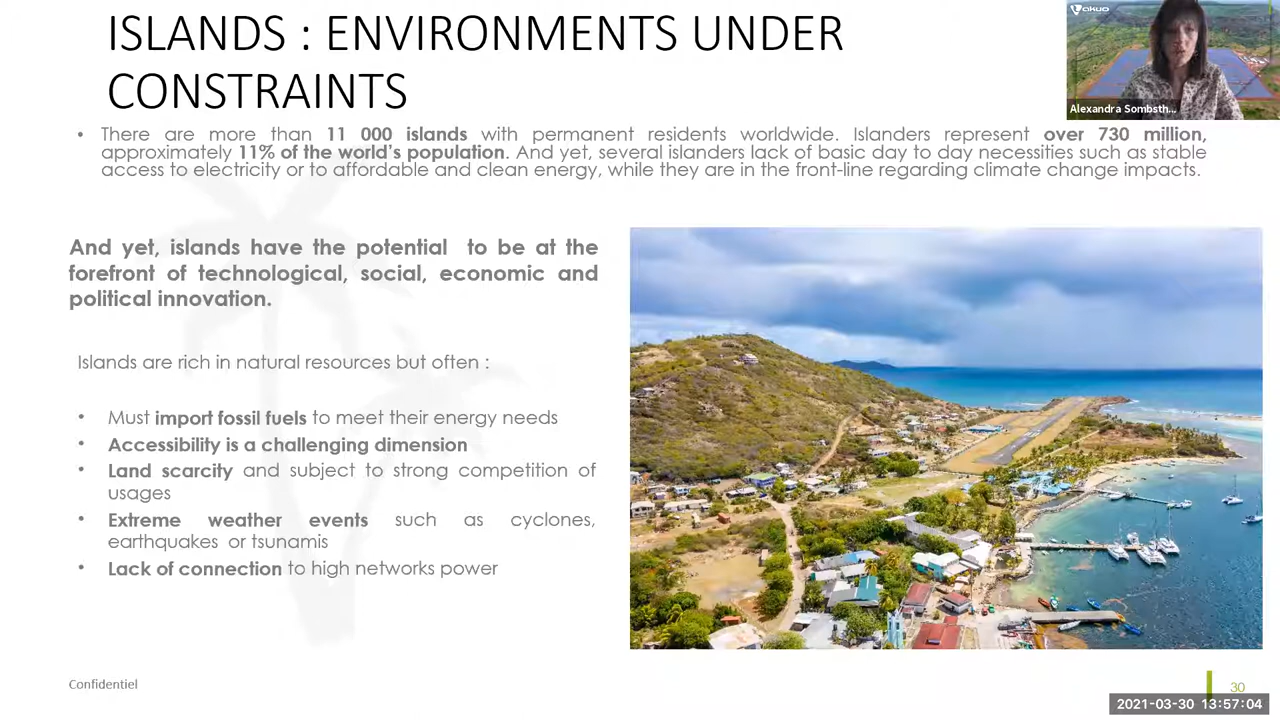 ISLANDS : ENVIRONMENTS UNDER
CONSTRAINTS
akuo
Alexandra Sombsth...
• There are more than 11 000 islands with permanent residents worldwide. Islanders represent over 730 million,
approximately 11% of the world's population. And yet, several islanders lack of basic day to day necessities such as stable
access to electricity or to affordable and clean energy, while they are in the front-line regarding climate change impacts.
And yet, islands have the potential to be at the
forefront of technological, social, economic and
political innovation.
Islands are rich in natural resources but often :
• Must import fossil fuels to meet their energy needs
• Accessibility is a challenging dimension
• Land scarcity and subject to strong competition of
usages
• Extreme weather events such as cyclones,
earthquakes or tsunamis
• Lack of connection to high networks power
Confidentiel
30
2021-03-30 13:57:04